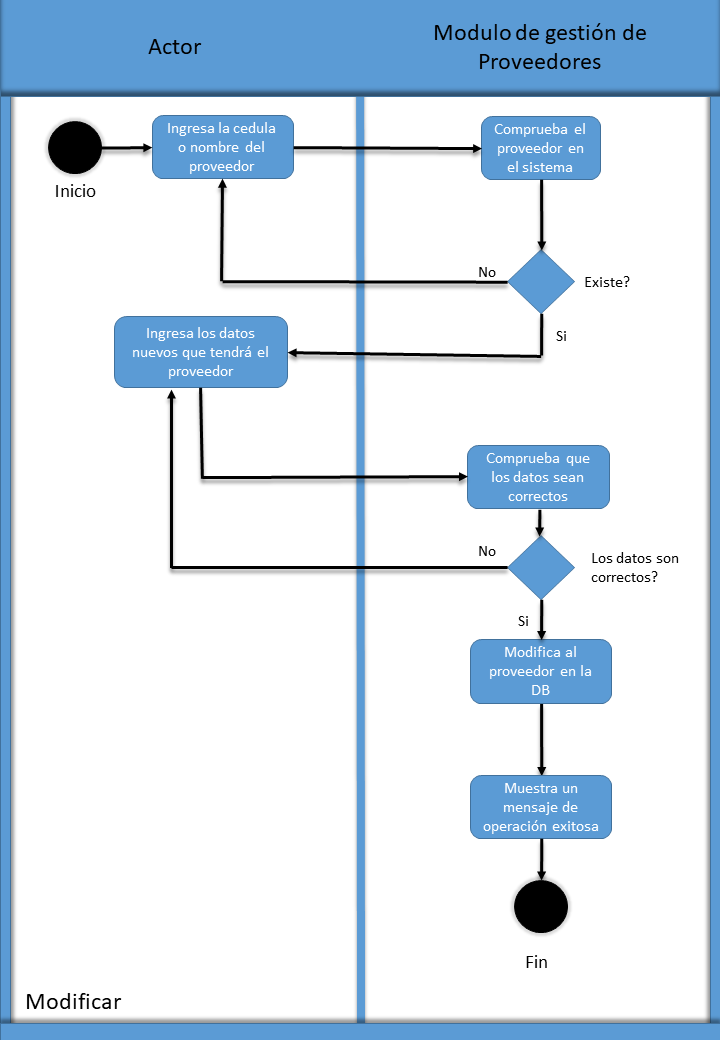 Actor
Modulo de gestión de
Proveedores
Ingresa la cedula
o nombre del
proveedor
Comprueba el
proveedor en
el sistema
Inicio
No
Existe?
Si
Ingresa los datos
nuevos que tendrá el
proveedor
Comprueba que
los datos sean
correctos
No
Los datos son
correctos?
Si
Modifica al
proveedor en la
DB
Muestra un
mensaje de
operación exitosa
Fin
Modificar